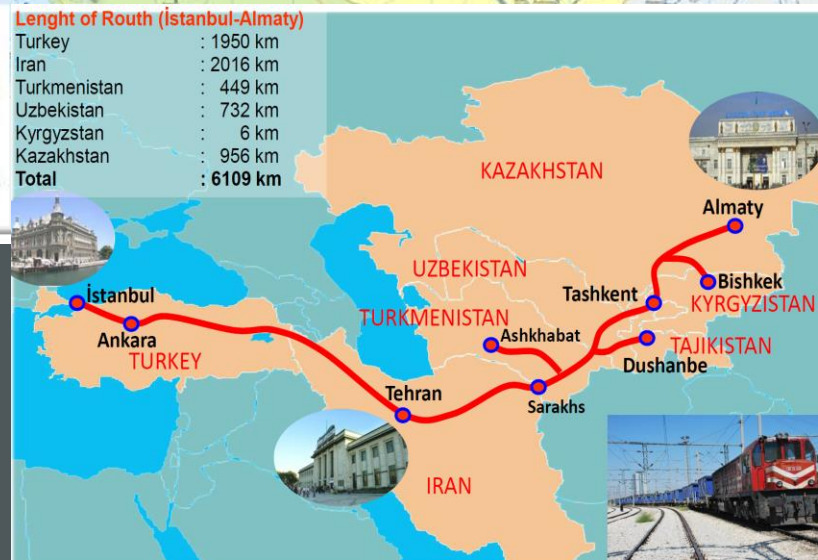 Lenght of Routh (İstanbul-Almaty)
Turkey : 1950 km
Iran : 2016 km
Turkmenistan : 449 km
Uzbekistan : 732 km
Kyrgyzstan : 6 km
Kazakhstan : 956 km
Total : 6109 km
KAZAKHSTAN
Almaty
UZBEKISTAN
Bishkek
İstanbul
Tashkent
KYRGYZISTAN
TURKMENISTAN
Ankara
Ashkhabat
TAJIKISTAN
TURKEY
Dushanbe
Tehran
Sarakhs
IRAN